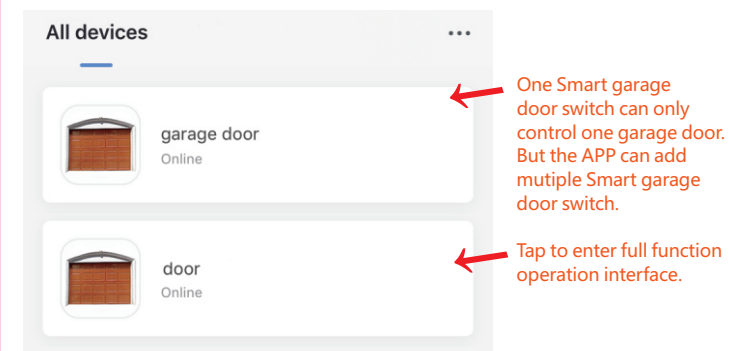 All devices
garage door
Online
door
Online
One Smart garage
door switch can only
control one garage door.
But the APP can add
mutiple Smart garage
door switch.
Tap to enter full function
operation interface.